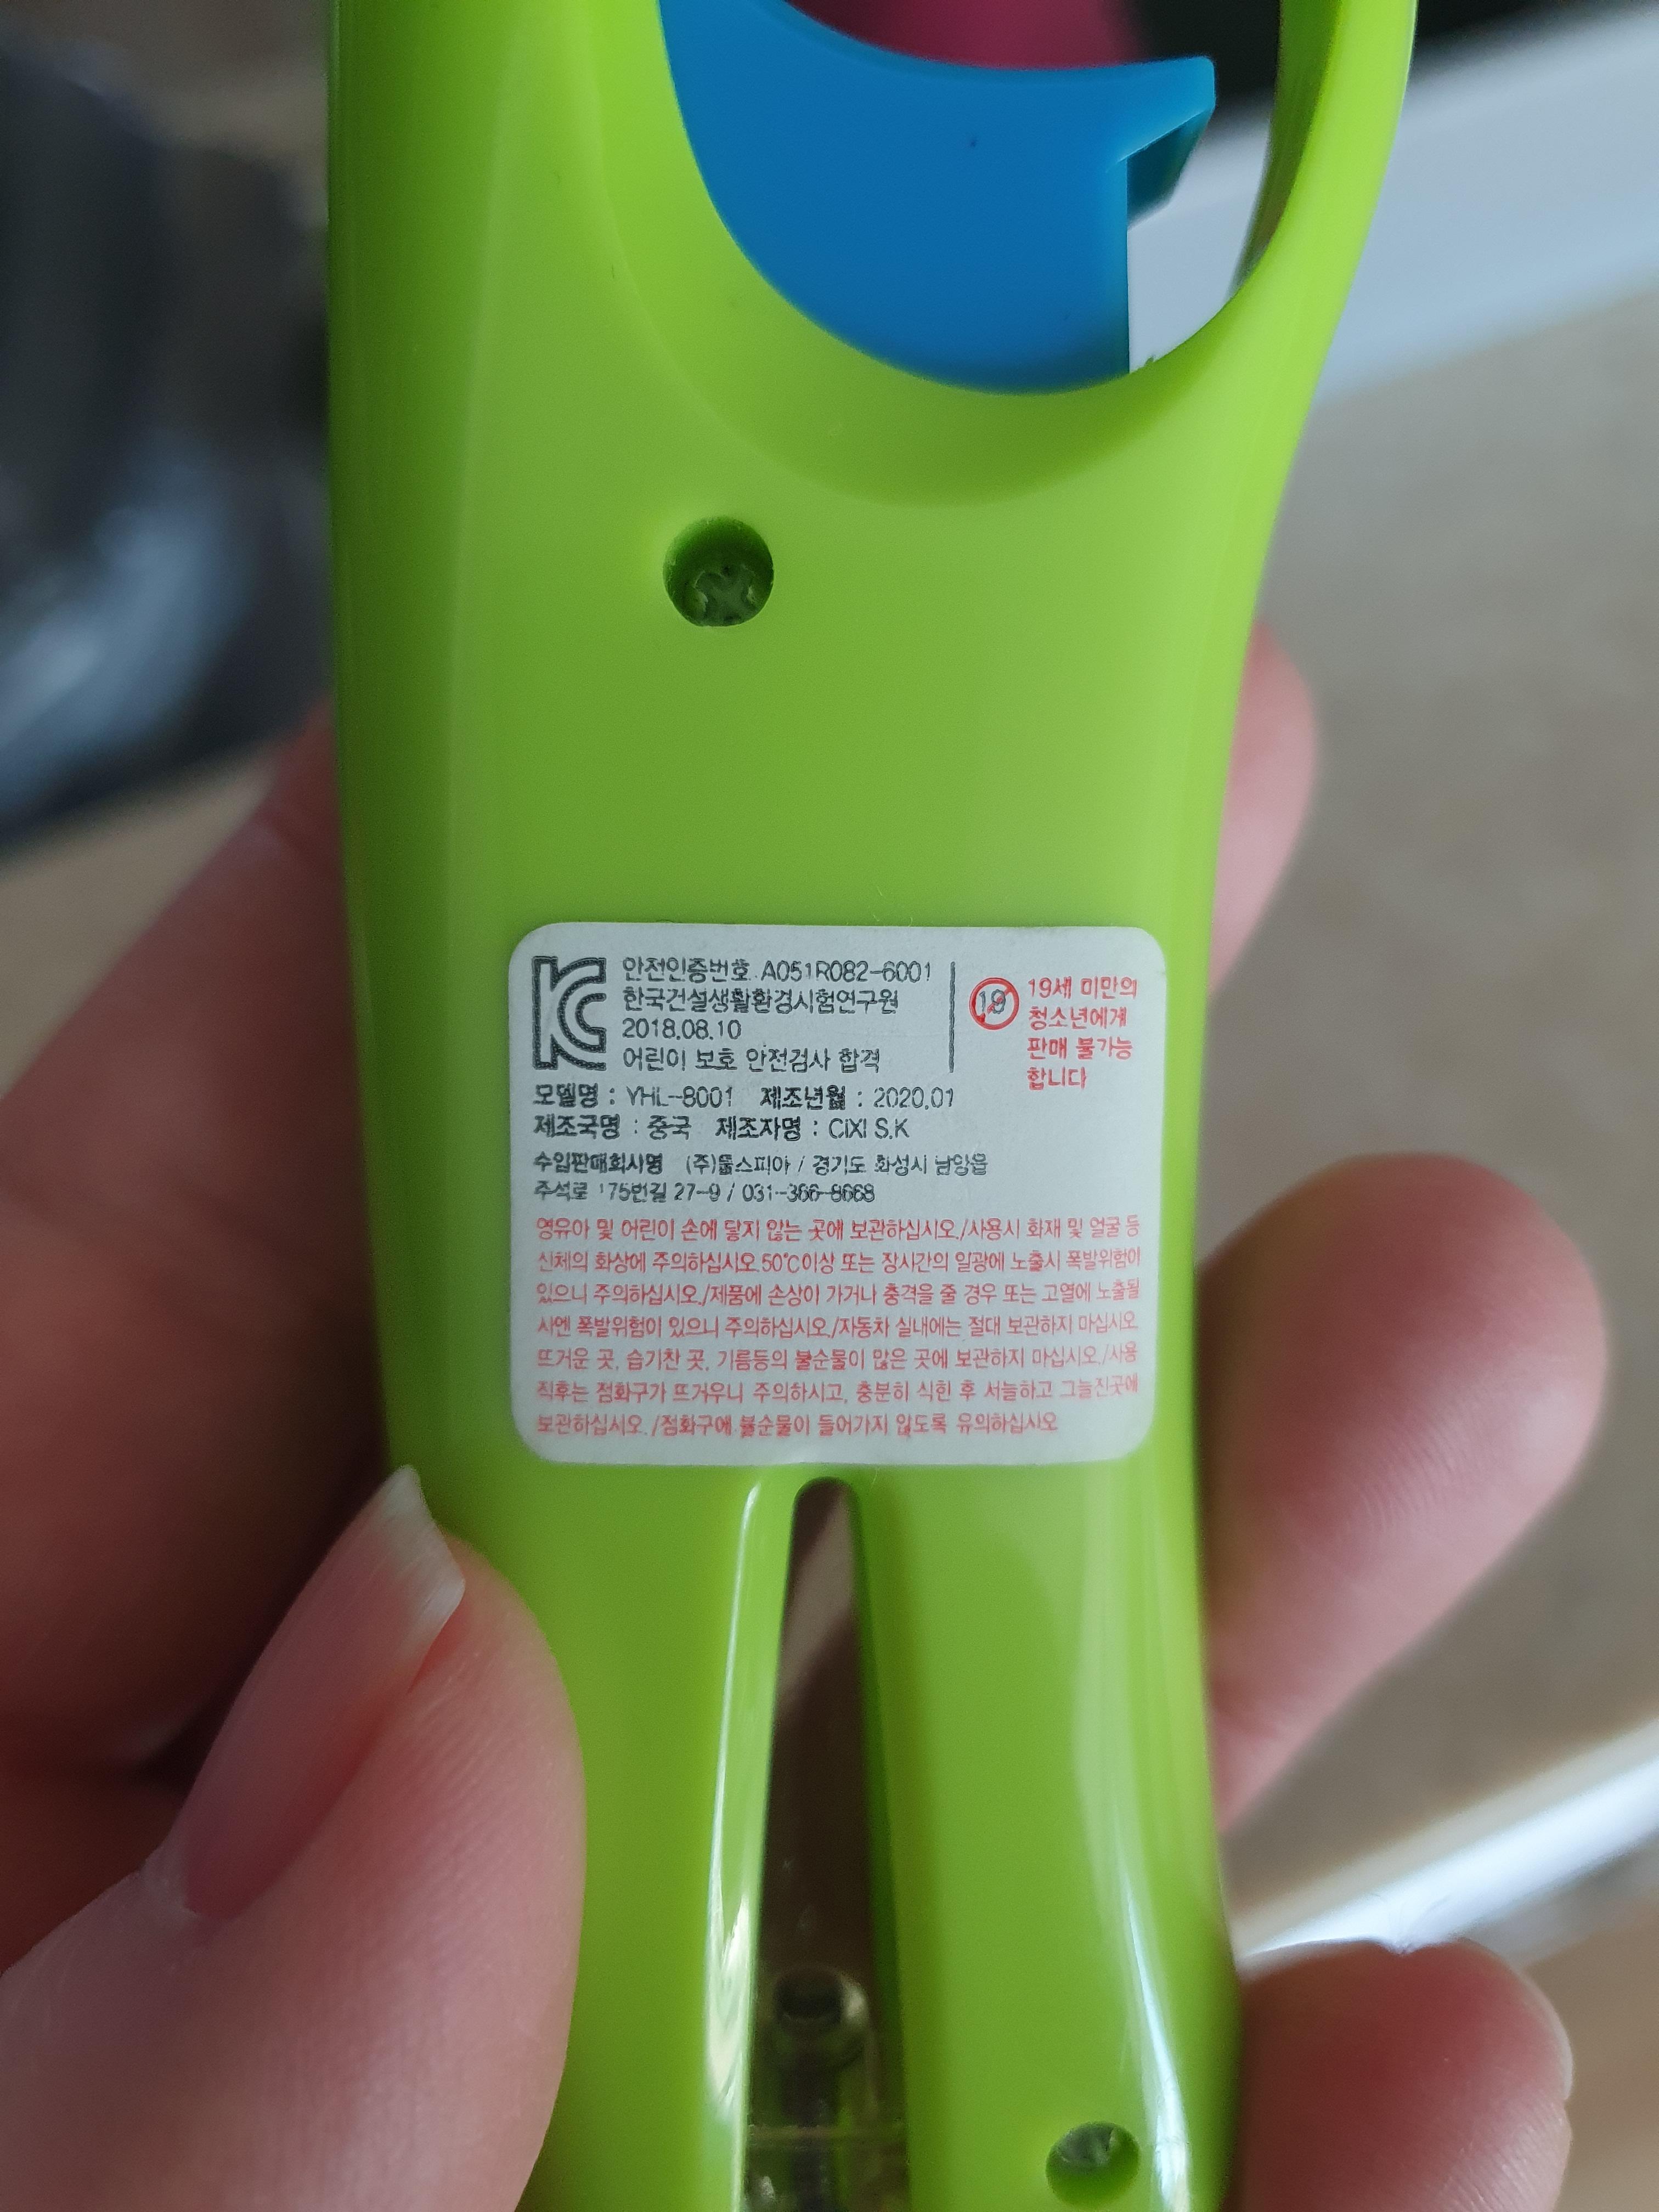 KC 안전인증번호 A051R082-6001
한국건설생활환경시험연구원
2018.08.10
어린이 보호 안전검사 합격
19 19세 미만의
청소년에게
판매 불가능
합니다
모델명 : YHL-8001 제조년월 : 2020.01
제조국명 : 중국 제조자명 : CIXI S.K
수입판매회사명 (주)툴스피아 / 경기도 화성시 남양읍
주석로 175번길 27-9 / 031-366-8668
영유아 및 어린이 손에 닿지 않는 곳에 보관하십시오./사용시 화재 및 얼굴 등
신체의 화상에 주의하십시오.50℃이상 또는 장시간의 일광에 노출시 폭발위험이
있으니 주의하십시오./제품에 손상이 가거나 충격을 줄 경우 또는 고열에 노출될
시엔 폭발위험이 있으니 주의하십시오./자동차 실내에는 절대 보관하지 마십시오.
뜨거운 곳, 습기찬 곳, 기름등의 불순물이 많은 곳에 보관하지 마십시오./사용
직후는 점화구가 뜨거우니 주의하시고, 충분히 식힌 후 서늘하고 그늘진곳에
보관하십시오./점화구에 불순물이 들어가지 않도록 유의하십시오